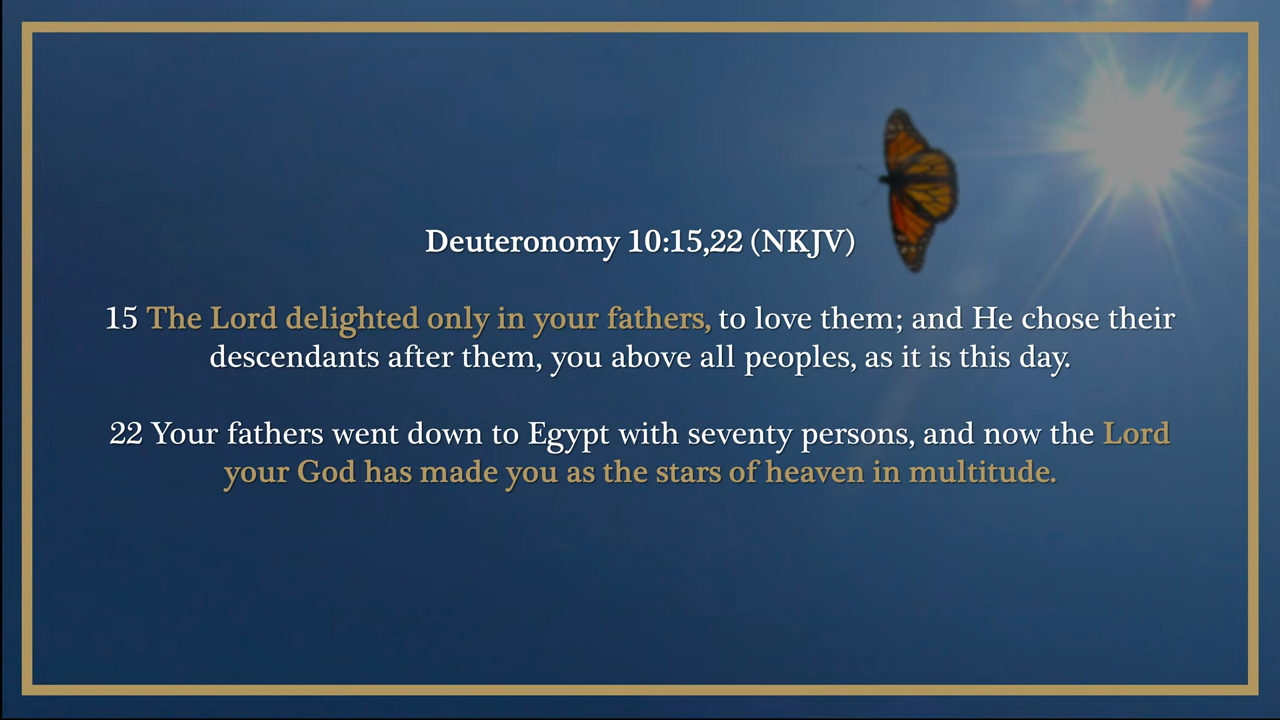 Deuteronomy 10:15,22 (NKJV)
15 The Lord delighted only in your fathers, to love them; and He chose their
descendants after them, you above all peoples, as it is this day.
22 Your fathers went down to Egypt with seventy persons, and now the Lord
your God has made you as the stars of heaven in multitude.